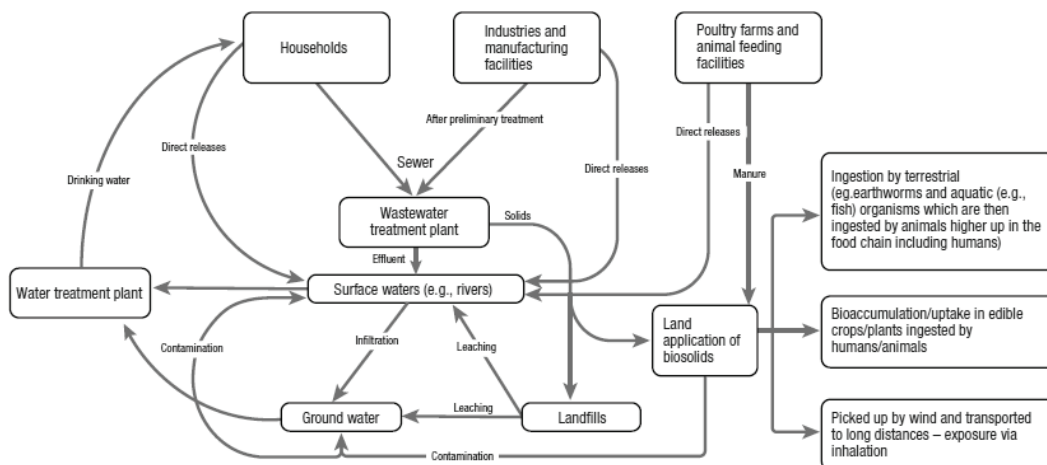 Households
Industries and
manufacturing
facilities
Poultry farms and
animal feeding
facilities
After preliminary treatment
Direct releases
Sewer
Direct releases
Direct releases
Manure
Drinking water
Wastewater
treatment plant
Solids
Effluent
Ingestion by terrestrial
(eg.earthworms and aquatic (e.g.,
fish) organisms which are then
ingested by animals higher up in the
food chain including humans)
Water treatment plant
Surface waters (e.g., rivers)
Land
application of
biosolids
Bioaccumulation/uptake in edible
crops/plants ingested by
humans/animals
Contamination
Infiltration
Leaching
Ground water
Leaching
Landfills
Contamination
Picked up by wind and transported
to long distances – exposure via
inhalation